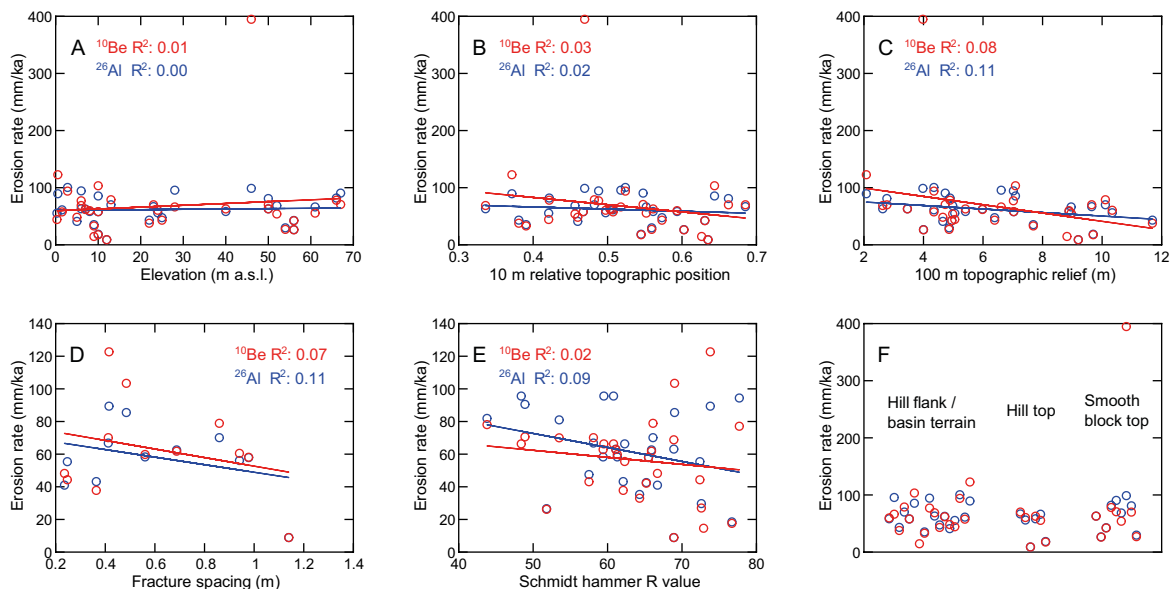 A
¹⁰Be R²: 0.01
²⁶Al R²: 0.00
Erosion rate (mm/ka)
400
300
200
100
0
0 10 20 30 40 50 60 70
Elevation (m a.s.l.)
B
¹⁰Be R²: 0.03
²⁶Al R²: 0.02
Erosion rate (mm/ka)
400
300
200
100
0
0.3 0.4 0.5 0.6 0.7
10 m relative topographic position
C
¹⁰Be R²: 0.08
²⁶Al R²: 0.11
Erosion rate (mm/ka)
400
300
200
100
0
2 4 6 8 10 12
100 m topographic relief (m)
D
¹⁰Be R²: 0.07
²⁶Al R²: 0.11
Erosion rate (mm/ka)
140
120
100
80
60
40
20
0
0.2 0.4 0.6 0.8 1 1.2 1.4
Fracture spacing (m)
E
¹⁰Be R²: 0.02
²⁶Al R²: 0.09
Erosion rate (mm/ka)
140
120
100
80
60
40
20
0
40 50 60 70 80
Schmidt hammer R value
F
Erosion rate (mm/ka)
400
300
200
100
0
Hill flank /
basin terrain
Hill top
Smooth
block top